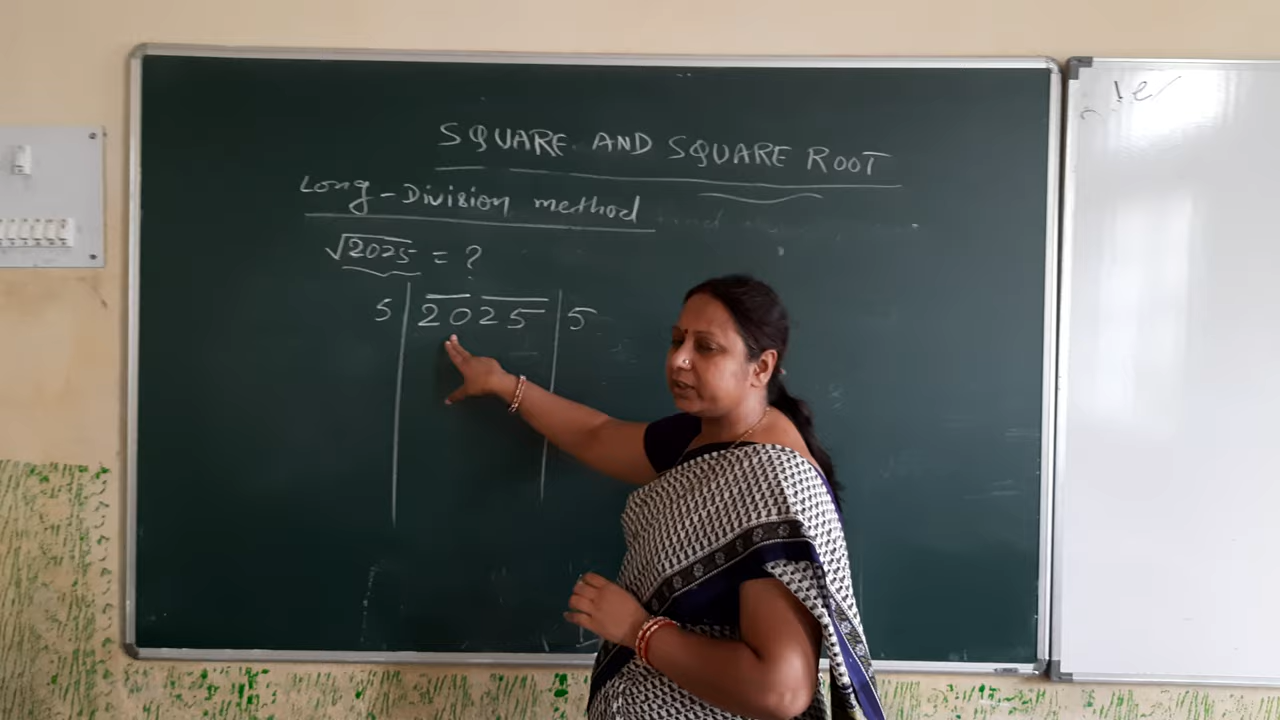 SQUARE AND SQUARE ROOT
Long-Division method
√2025 = ?
5 | 2025 | 5